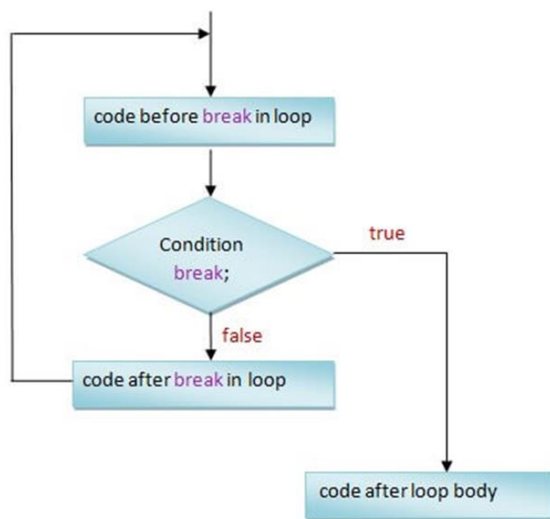 code before break in loop
Condition
break;
true
false
code after break in loop
code after loop body